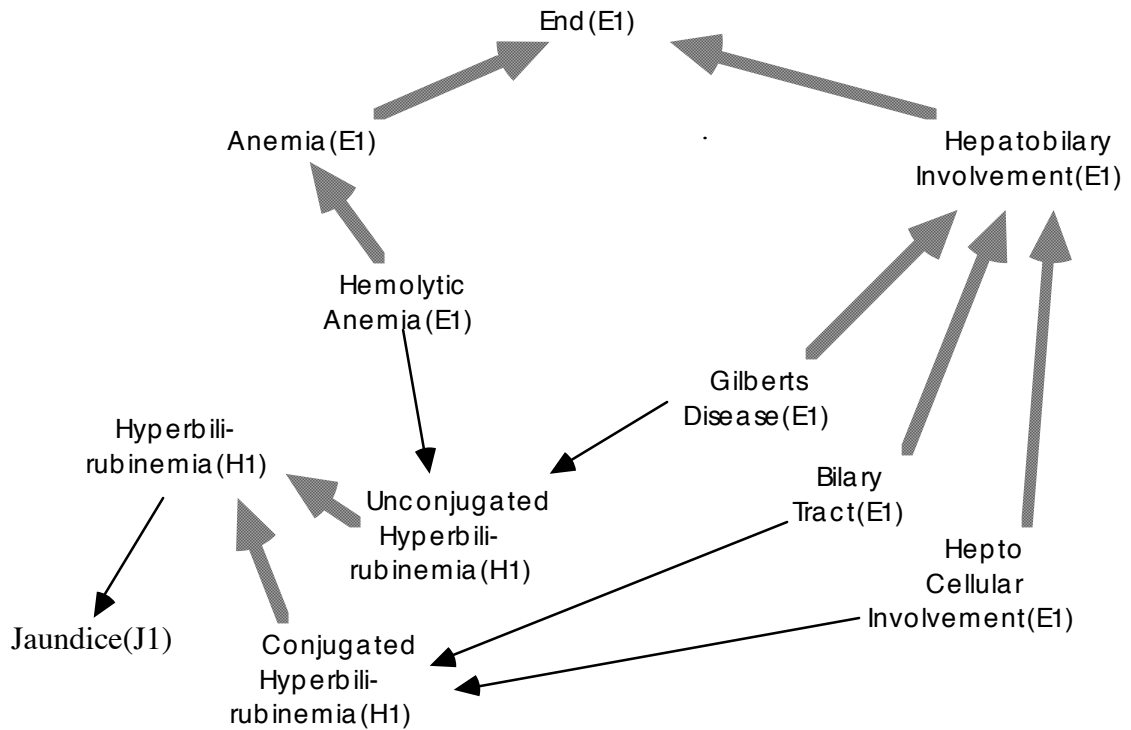 End(E1)
Anemia(E1)
Hepatobilary
Involvement(E1)
Hemolytic
Anemia(E1)
Gilberts
Disease(E1)
Hyperbili-
rubinemia(H1)
Bilary
Tract(E1)
Unconjugated
Hyperbili-
rubinemia(H1)
Hepto
Cellular
Involvement(E1)
Jaundice(J1)
Conjugated
Hyperbili-
rubinemia(H1)